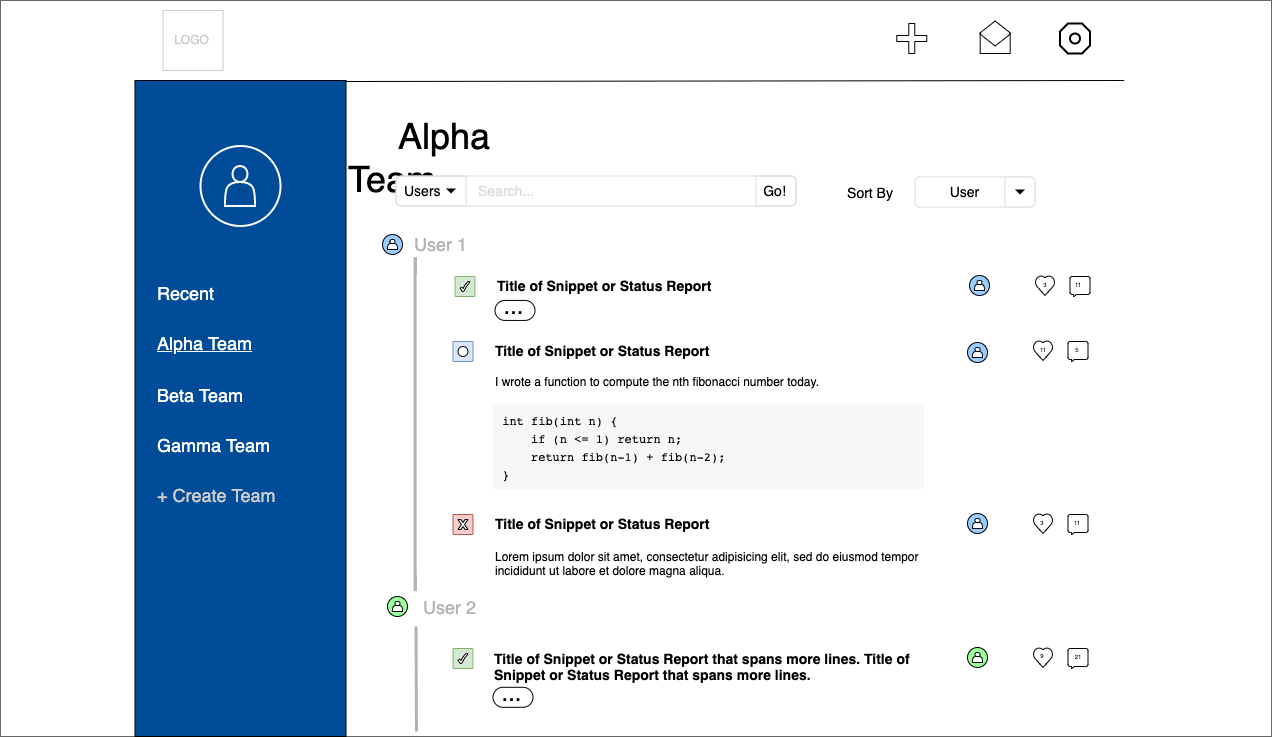 LOGO
Alpha
Team
Users
Search...
Go!
Sort By
User
Recent
Alpha Team
Beta Team
Gamma Team
+ Create Team
User 1
Title of Snippet or Status Report
3
11
...
Title of Snippet or Status Report
11
5
I wrote a function to compute the nth fibonacci number today.
int fib(int n) {
    if (n <= 1) return n;
    return fib(n-1) + fib(n-2);
}
X
Title of Snippet or Status Report
3
11
Lorem ipsum dolor sit amet, consectetur adipisicing elit, sed do eiusmod tempor
incididunt ut labore et dolore magna aliqua.
User 2
Title of Snippet or Status Report that spans more lines. Title of
Snippet or Status Report that spans more lines.
9
21
...